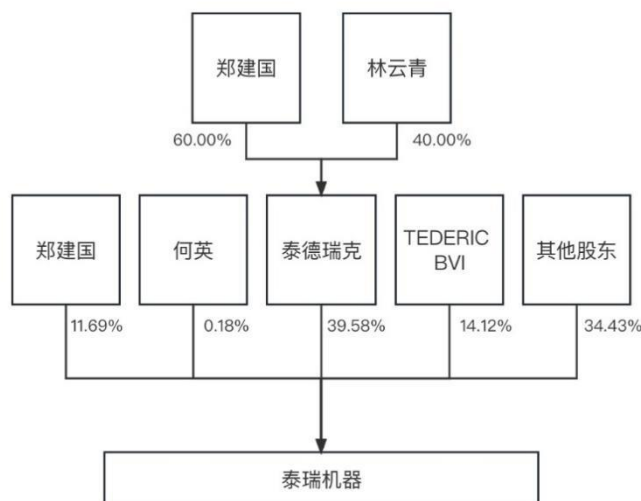 郑建国
林云青
60.00%
40.00%
郑建国
何英
泰德瑞克
TEDERIC
BVI
其他股东
11.69%
0.18%
39.58%
14.12%
34.43%
泰瑞机器